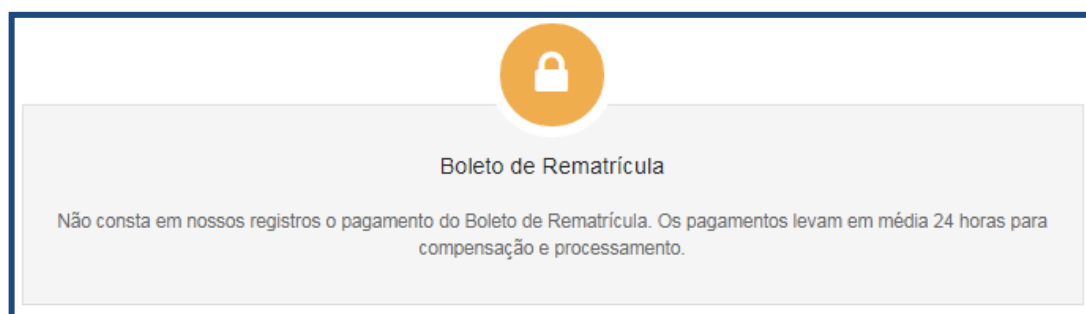 Boleto de Rematrícula
Não consta em nossos registros o pagamento do Boleto de Rematrícula. Os pagamentos levam em média 24 horas para
compensação e processamento.